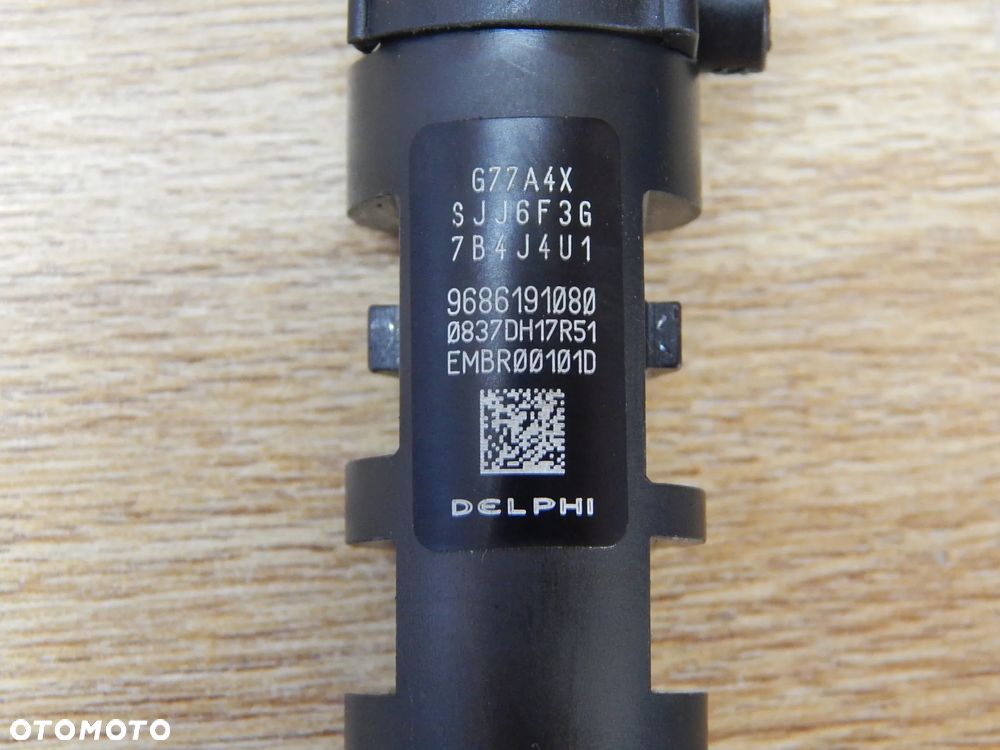 G77A4X
SJJ6F3G
7B4J4U1
9686191080
0837DH17R51
EMBR00101D
DELPHI
OTOMOTO